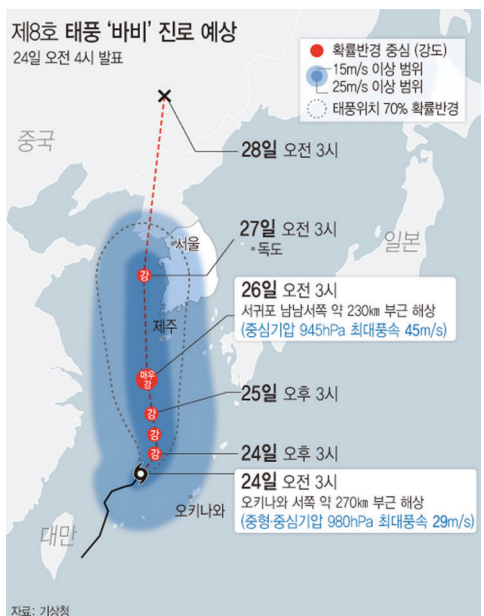 제8호 태풍 ‘바비’ 진로 예상
24일 오전 4시 발표
확률반경 중심 (강도)
15m/s 이상 범위
25m/s 이상 범위
태풍위치 70% 확률반경
중국
28일 오전 3시
서울
27일 오전 3시
독도
일본
강
26일 오전 3시
서귀포 남남서쪽 약 230㎞ 부근 해상
(중심기압 945hPa 최대풍속 45m/s)
제주
매우
강
25일 오후 3시
강
강
24일 오후 3시
강
24일 오전 3시
오키나와 서쪽 약 270㎞ 부근 해상
(중형·중심기압 980hPa 최대풍속 29m/s)
오키나와
대만
자료: 기상청